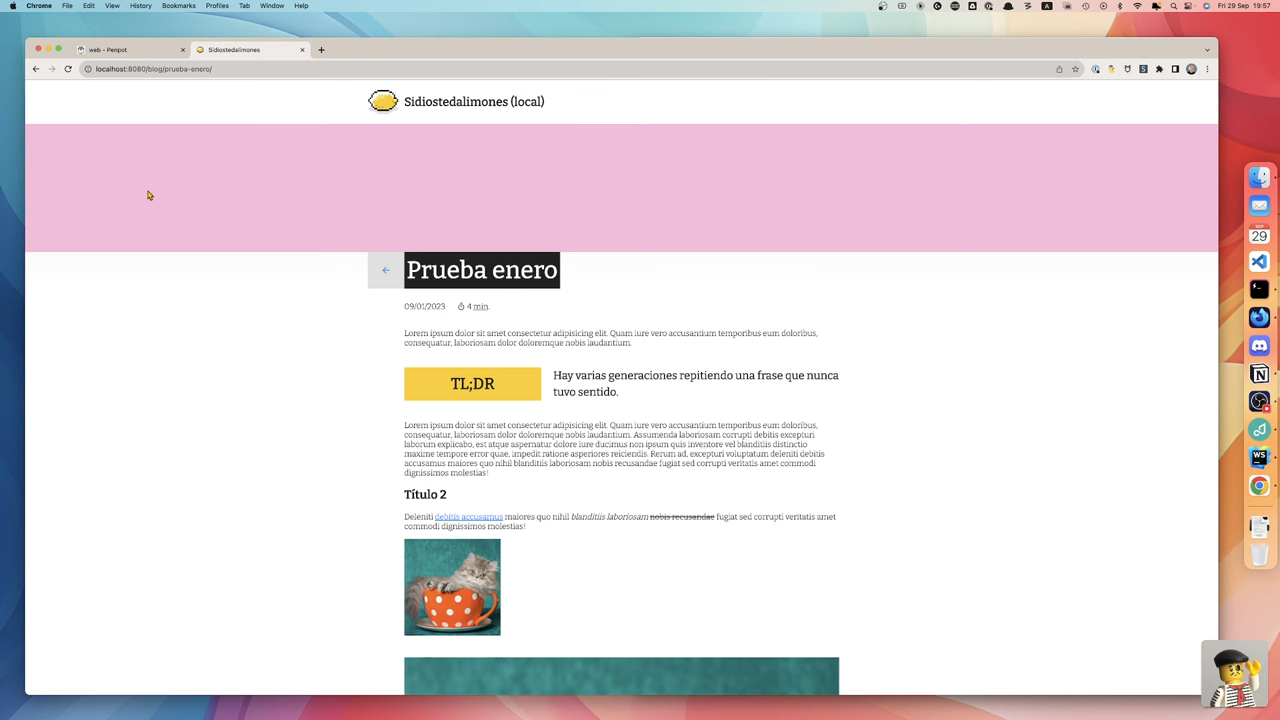 Chrome File Edit View History Bookmarks Profiles Tab Window Help
Fri 29 Sep 19:57
web - Penpot
Sidiostedalimones
localhost:8080/blog/prueba-enero/
Sidiostedalimones (local)
Prueba enero
09/01/2023 4 min.
Lorem ipsum dolor sit amet consectetur adipisicing elit. Quam iure vero accusantium temporibus eum doloribus,
consequatur, laboriosam dolor doloremque nobis laudantium.
TL;DR
Hay varias generaciones repitiendo una frase que nunca
tuvo sentido.
Lorem ipsum dolor sit amet consectetur adipisicing elit. Quam iure vero accusantium temporibus eum doloribus,
consequatur, laboriosam dolor doloremque nobis laudantium. Assumenda laboriosam corrupti debitis excepturi
laborum explicabo, est atque aspernatur dolore iure ducimus non ipsum quis inventore vel blanditiis distinctio
maxime tempore error quae, impedit ratione asperiores reiciendis. Rerum ad, excepturi voluptatum deleniti debitis
accusamus maiores quo nihil blanditiis laboriosam nobis recusandae fugiat sed corrupti veritatis amet commodi
dignissimos molestias!
Título 2
Deleniti debitis accusamus maiores quo nihil blanditiis laboriosam nobis recusandae fugiat sed corrupti veritatis amet
commodi dignissimos molestias!
SEP
29
WS